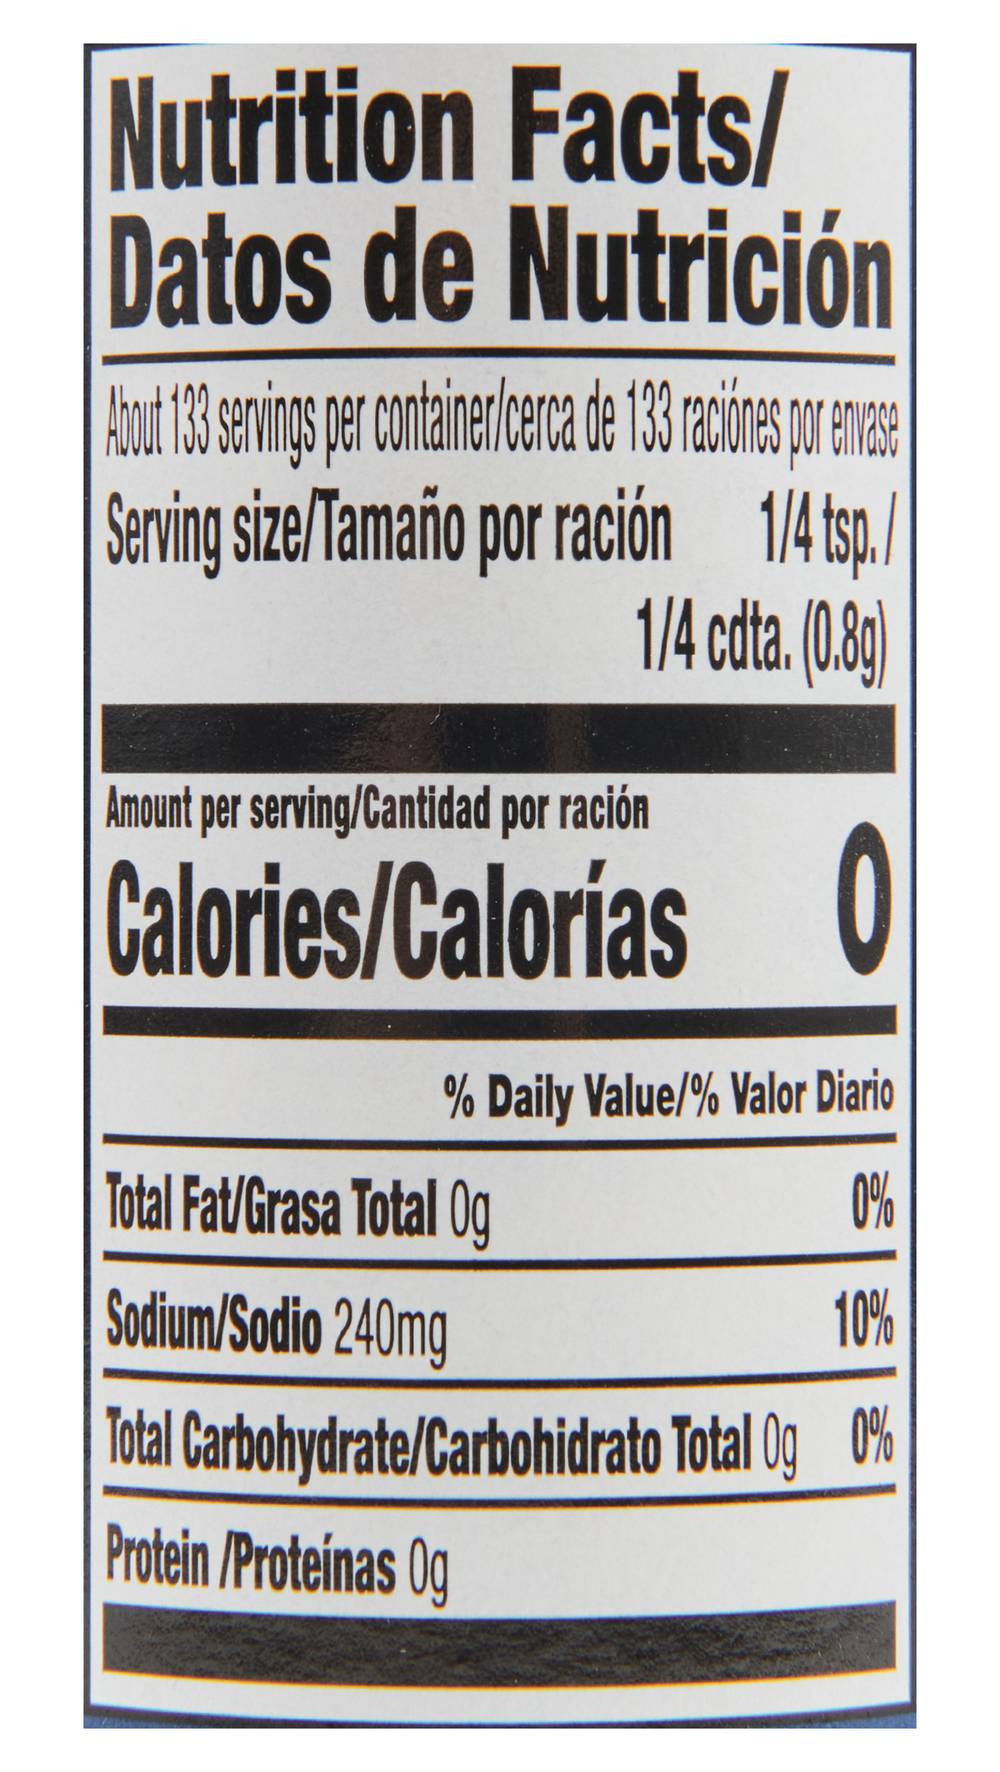 Nutrition Facts/
Datos de Nutrición
About 133 servings per container/cerca de 133 raciónes por envase
Serving size/Tamaño por ración 1/4 tsp. /
1/4 cdta. (0.8g)
Amount per serving/Cantidad por ración
Calories/Calorías 0
% Daily Value/% Valor Diario
Total Fat/Grasa Total 0g 0%
Sodium/Sodio 240mg 10%
Total Carbohydrate/Carbohidrato Total 0g 0%
Protein /Proteínas 0g